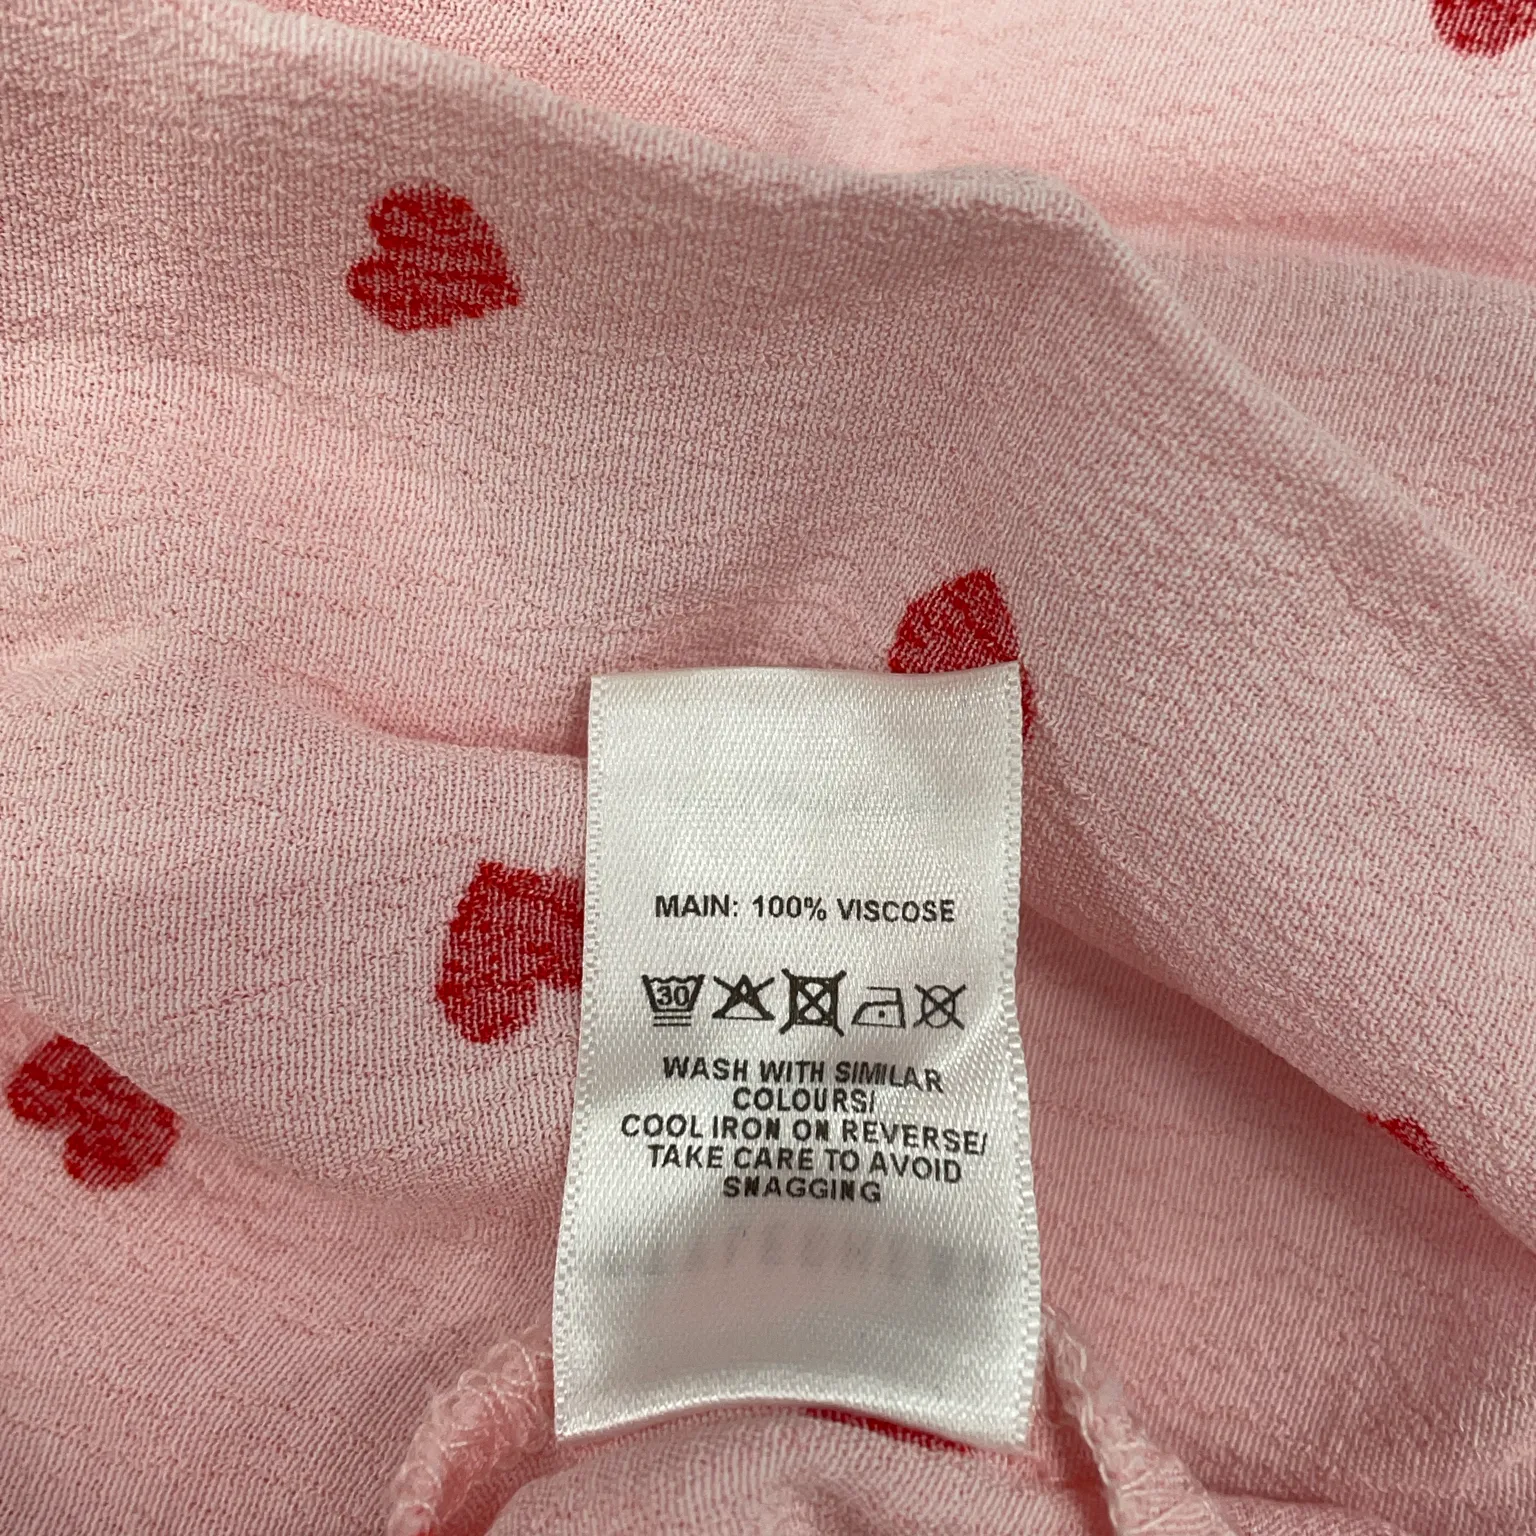 MAIN: 100% VISCOSE
30
WASH WITH SIMILAR
COLOURS/
COOL IRON ON REVERSE/
TAKE CARE TO AVOID
SNAGGING